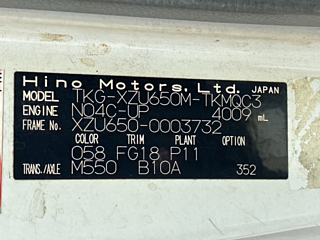 Hino Motors, Ltd. JAPAN
MODEL TKG-XZU650M-TKMQC3
ENGINE N04C-UP 4009 mL
FRAME No. XZU650-0003732
COLOR TRIM PLANT OPTION
058 FG18 P11
TRANS./AXLE M550 B10A 352